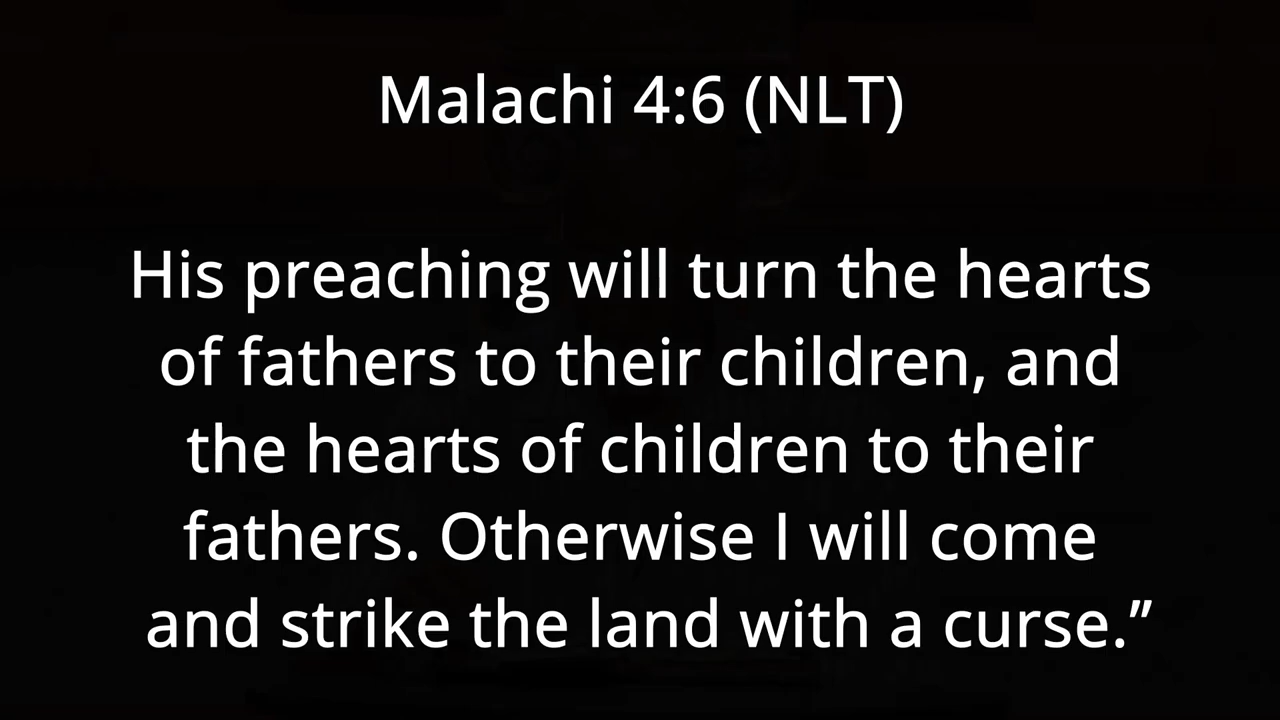 Malachi 4:6 (NLT)
His preaching will turn the hearts
of fathers to their children, and
the hearts of children to their
fathers. Otherwise I will come
and strike the land with a curse.”